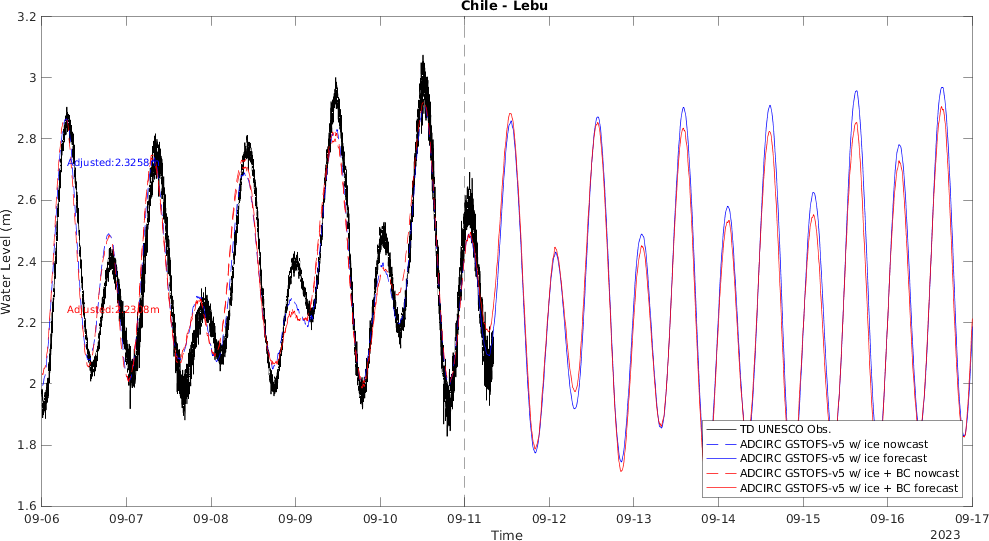 Chile - Lebu
3.2
3
2.8
2.6
2.4
2.2
2
1.8
1.6
Water Level (m)
Adjusted:2.3258m
TD UNESCO Obs.
ADCIRC GSTOFS-v5 w/ ice nowcast
ADCIRC GSTOFS-v5 w/ ice forecast
ADCIRC GSTOFS-v5 w/ ice + BC nowcast
ADCIRC GSTOFS-v5 w/ ice + BC forecast
09-06 09-07 09-08 09-09 09-10 09-11 09-12 09-13 09-14 09-15 09-16 09-17
Time
2023